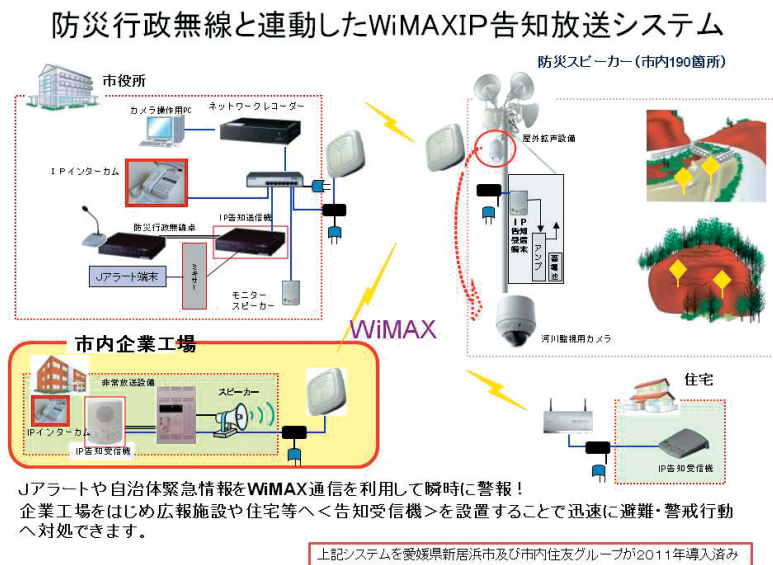 防災行政無線と連動したWiMAXIP告知放送システム
市役所
防災スピーカー(市内190箇所)
カメラ操作用PC
ネットワークレコーダー
屋外拡声設備
IPインターカム
防災行政無線卓
IP告知送信機
Jアラート端末
ミキサー
モニター
スピーカー
IP
告知
受端
端末
アンプ
蓄電池
河川監視用カメラ
WiMAX
市内企業工場
非常放送設備
スピーカー
IPインターカム
IP告知受信機
住宅
IP告知受信機
Jアラートや自治体緊急情報をWiMAX通信を利用して瞬時に警報!
企業工場をはじめ広報施設や住宅等へ<告知受信機>を設置することで迅速に避難・警戒行動
へ対処できます。
上記システムを愛媛県新居浜市及び市内住友グループが2011年導入済み